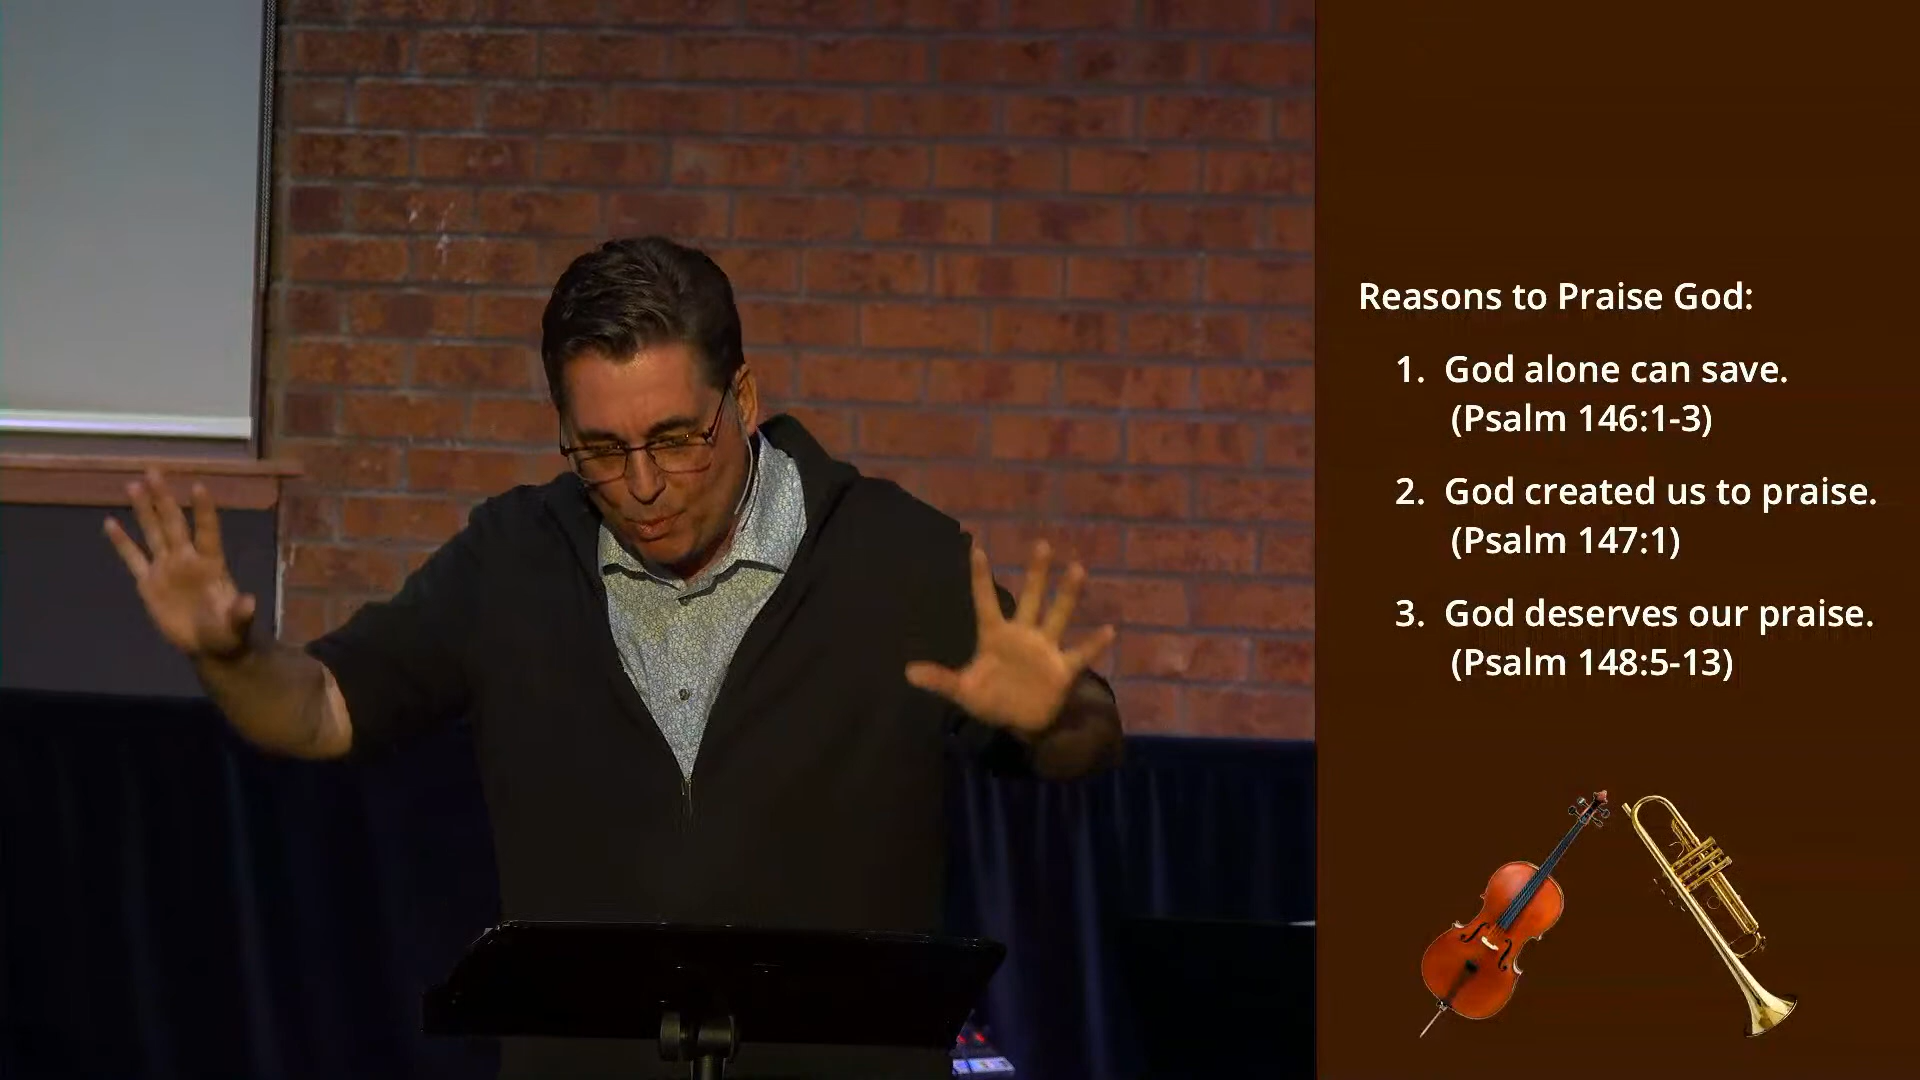 Reasons to Praise God:
1. God alone can save.
(Psalm 146:1-3)
2. God created us to praise.
(Psalm 147:1)
3. God deserves our praise.
(Psalm 148:5-13)